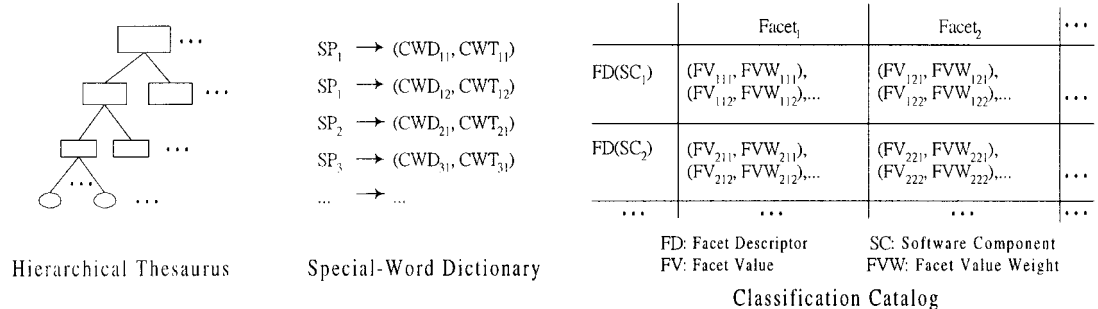 SP₁ → (CWD₁₁, CWT₁₁)
SP₁ → (CWD₁₂, CWT₁₂)
SP₂ → (CWD₂₁, CWT₂₁)
SP₃ → (CWD₃₁, CWT₃₁)
... → ...
Facet₁ Facet₂ ...
FD(SC₁) (FV₁₁₁, FVW₁₁₁), (FV₁₂₁, FVW₁₂₁),
(FV₁₁₂, FVW₁₁₂),... (FV₁₂₂, FVW₁₂₂),... ...
FD(SC₂) (FV₂₁₁, FVW₂₁₁), (FV₂₂₁, FVW₂₂₁),
(FV₂₁₂, FVW₂₁₂),... (FV₂₂₂, FVW₂₂₂),... ...
... ... ... ...
FD: Facet Descriptor SC: Software Component
FV: Facet Value FVW: Facet Value Weight
Hierarchical Thesaurus
Special-Word Dictionary
Classification Catalog